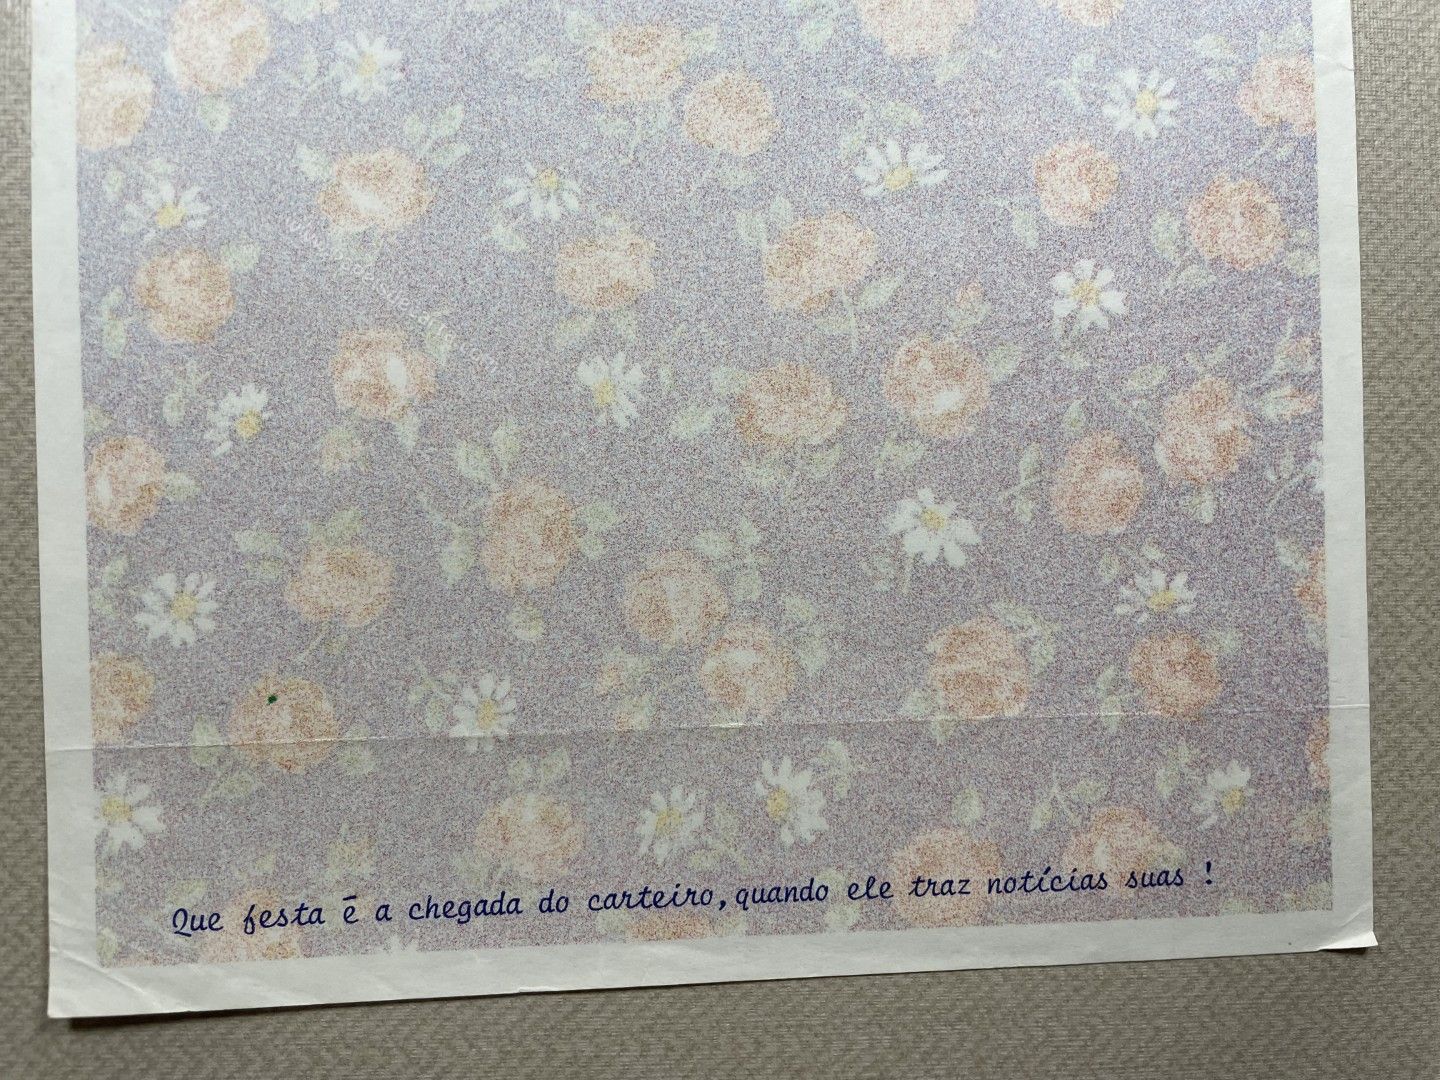 Que festa é a chegada do carteiro, quando ele traz notícias suas !